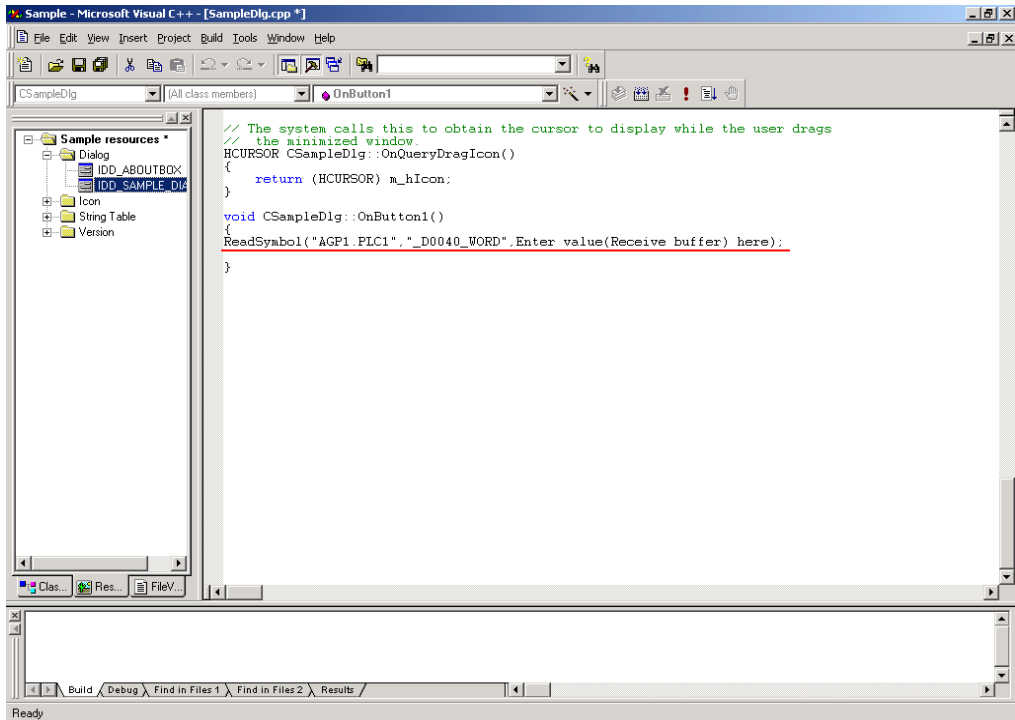 Sample - Microsoft Visual C++ - [SampleDlg.cpp *]
File Edit View Insert Project Build Tools Window Help
CSampleDlg (All class members) OnButton1
Sample resources *
Dialog
IDD_ABOUTBOX
IDD_SAMPLE_DIA
Icon
String Table
Version
Clas... Res... FileV...
// The system calls this to obtain the cursor to display while the user drags
//  the minimized window.
HCURSOR CSampleDlg::OnQueryDragIcon()
{
return (HCURSOR) m_hIcon;
}
void CSampleDlg::OnButton1()
{
ReadSymbol("AGP1.PLC1","_D0040_WORD",Enter value(Receive buffer) here);
}
Build Debug Find in Files 1 Find in Files 2 Results
Ready